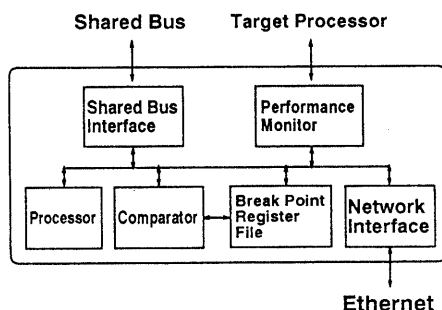 Shared Bus
Target Processor
Shared Bus
Interface
Performance
Monitor
Processor
Comparator
Break Point
Register
File
Network
Interface
Ethernet